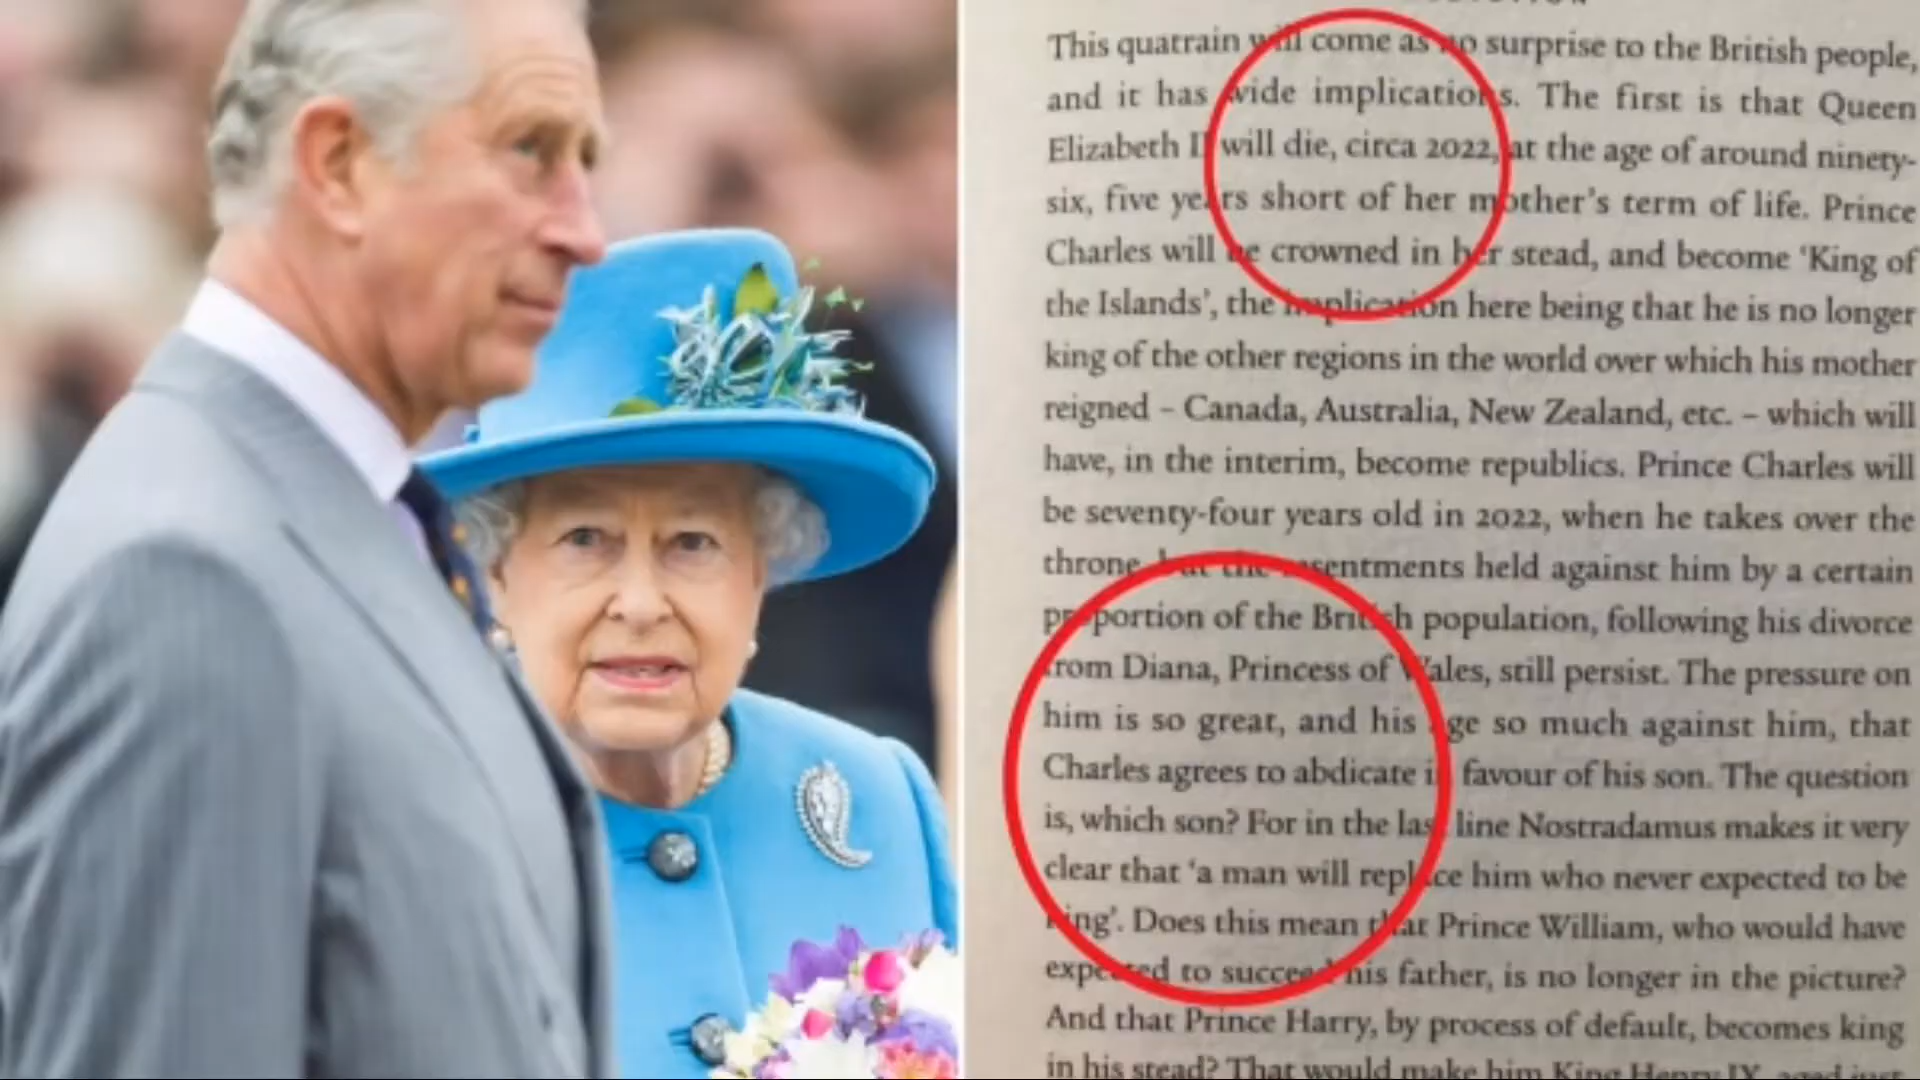 This quatrain will come as no surprise to the British people,
and it has wide implications. The first is that Queen
Elizabeth II will die, circa 2022, at the age of around ninety-
six, five years short of her mother's term of life. Prince
Charles will be crowned in her stead, and become 'King of
the Islands', the implication here being that he is no longer
king of the other regions in the world over which his mother
reigned – Canada, Australia, New Zealand, etc. – which will
have, in the interim, become republics. Prince Charles will
be seventy-four years old in 2022, when he takes over the
throne, but the resentments held against him by a certain
proportion of the British population, following his divorce
from Diana, Princess of Wales, still persist. The pressure on
him is so great, and his age so much against him, that
Charles agrees to abdicate in favour of his son. The question
is, which son? For in the last line Nostradamus makes it very
clear that 'a man will replace him who never expected to be
king'. Does this mean that Prince William, who would have
expected to succeed his father, is no longer in the picture?
And that Prince Harry, by process of default, becomes king
in his stead? That would make him King Henry IX, aged just